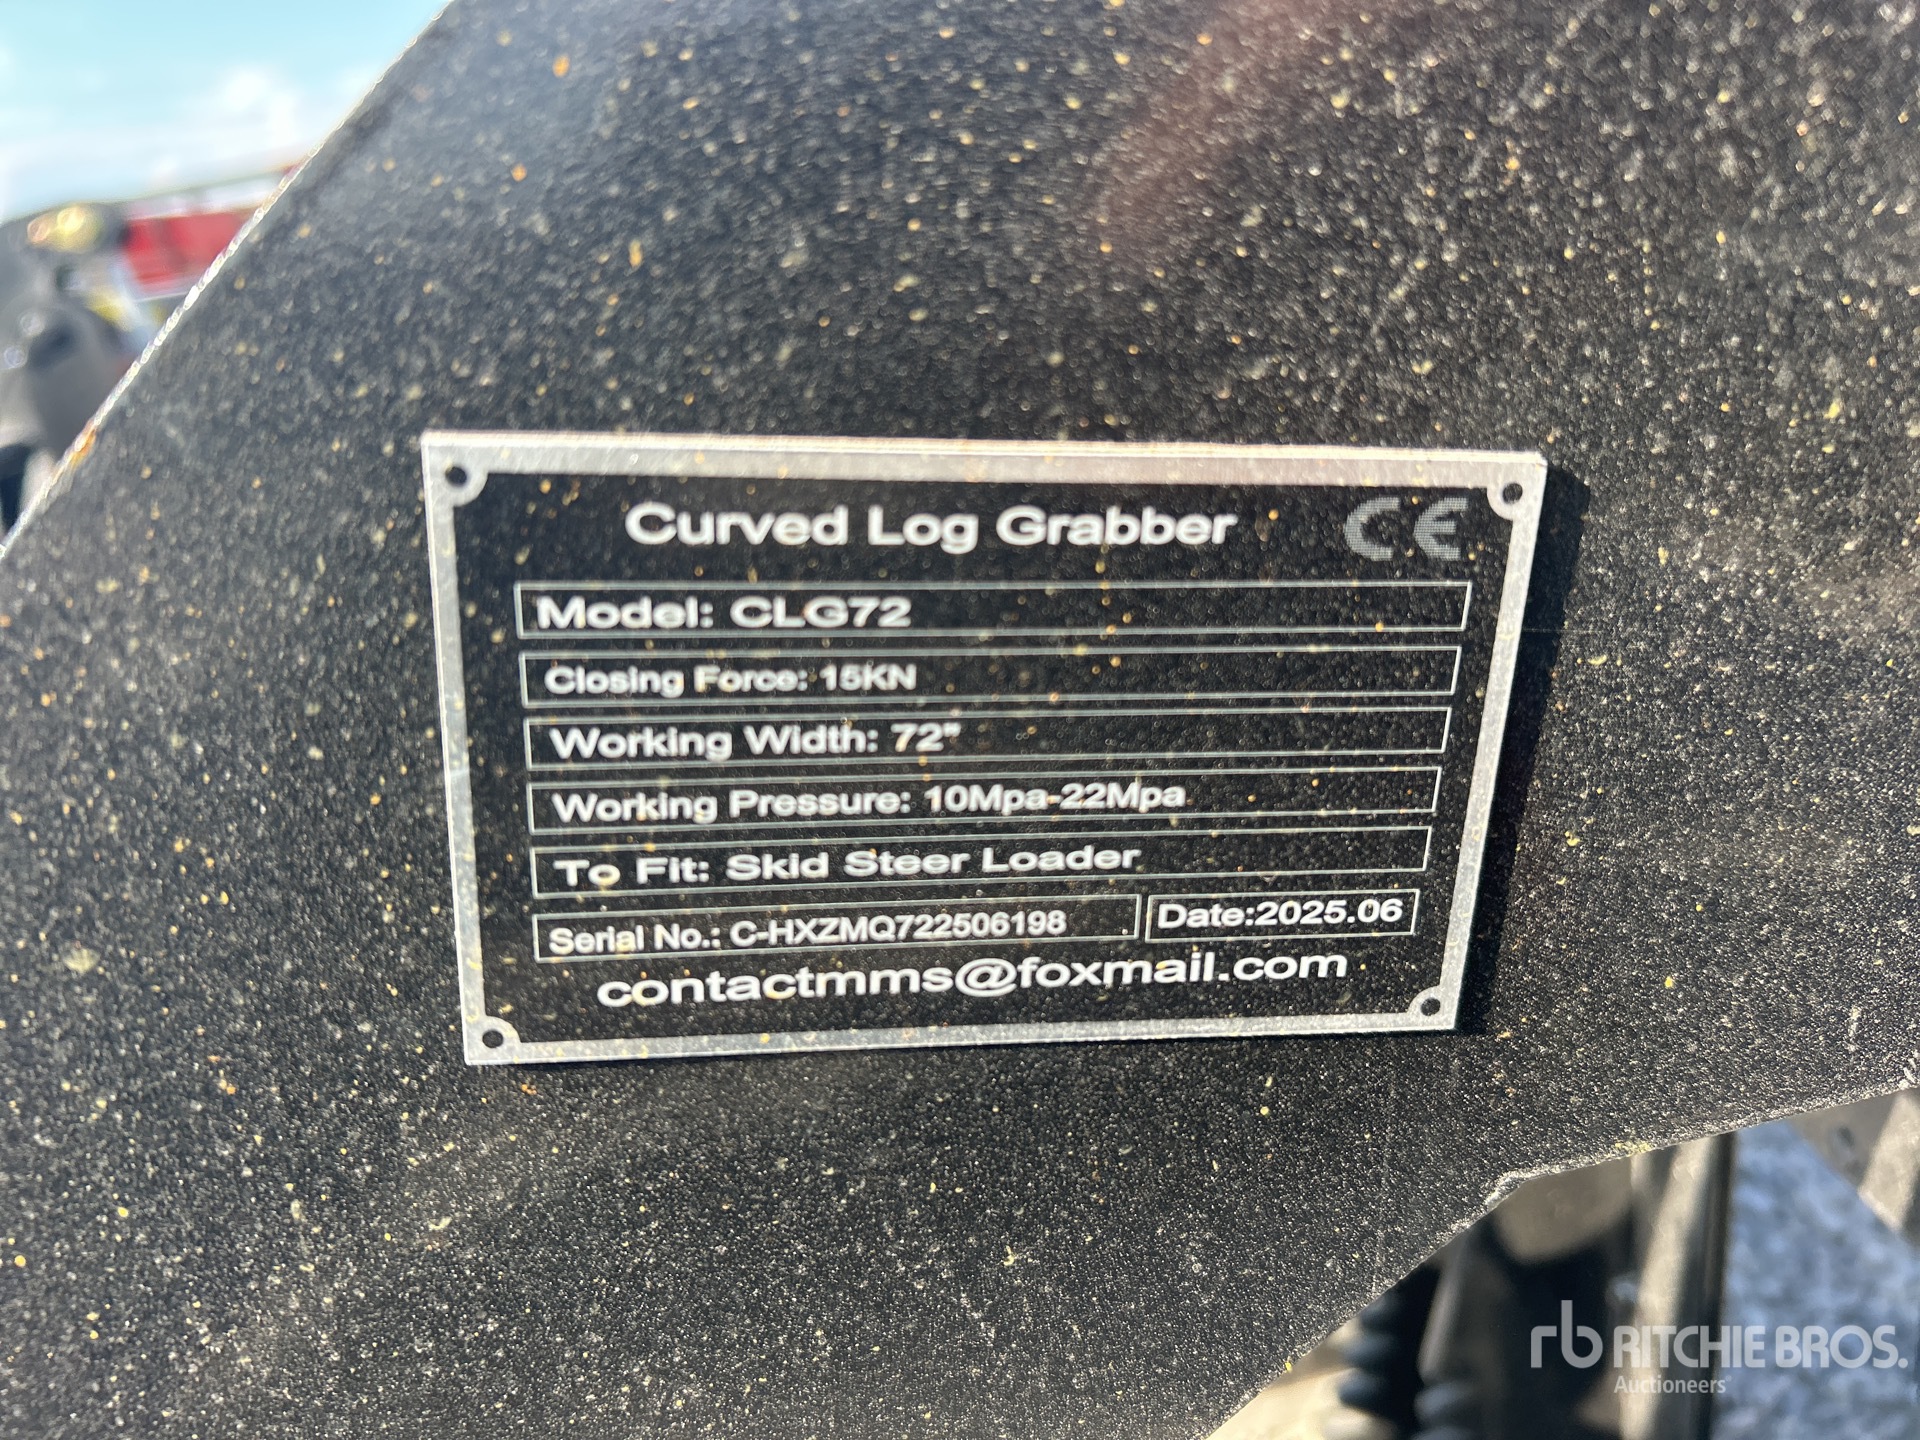 Curved Log Grabber CE
Model: CLG72
Closing Force: 15KN
Working Width: 72"
Working Pressure: 10Mpa-22Mpa
To Fit: Skid Steer Loader
Serial No.: C-HXZMQ722506198 Date:2025.06
contactmms@foxmail.com
rb RITCHIE BROS.
Auctioneers